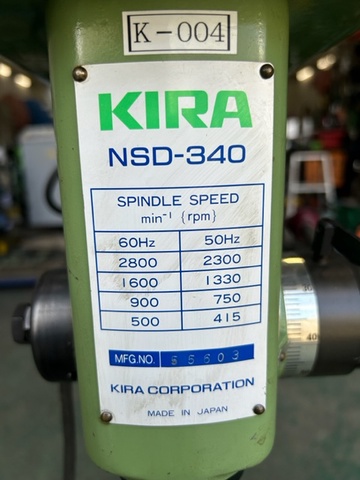 K-004
KIRA
NSD-340
SPINDLE SPEED
min⁻¹ {rpm}
60Hz 50Hz
2800 2300
1600 1330
900 750
500 415
MFG.NO.
KIRA CORPORATION
MADE IN JAPAN
40